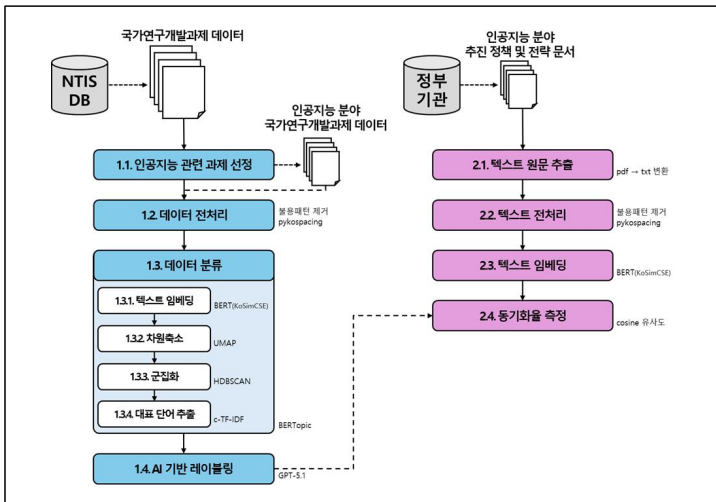 국가연구개발과제 데이터
NTIS
DB
인공지능 분야
국가연구개발과제 데이터
1.1. 인공지능 관련 과제 선정
1.2. 데이터 전처리
불용패턴 제거
pykospacing
1.3. 데이터 분류
1.3.1. 텍스트 임베딩
BERT(KoSimCSE)
1.3.2. 차원축소
UMAP
1.3.3. 군집화
HDBSCAN
1.3.4. 대표 단어 추출
c-TF-IDF
BERTopic
1.4. AI 기반 레이블링
GPT-5.1
인공지능 분야
추진 정책 및 전략 문서
정부
기관
2.1. 텍스트 원문 추출
pdf → txt 변환
2.2. 텍스트 전처리
불용패턴 제거
pykospacing
2.3. 텍스트 임베딩
BERT(KoSimCSE)
2.4. 동기화율 측정
cosine 유사도